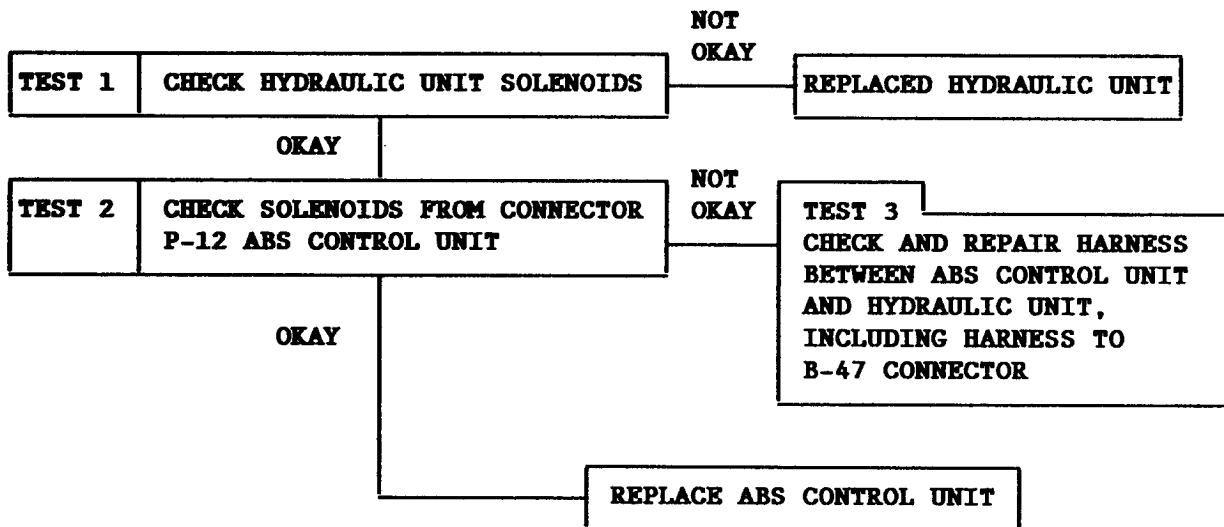 NOT
OKAY
TEST 1 CHECK HYDRAULIC UNIT SOLENOIDS
REPLACED HYDRAULIC UNIT
OKAY
TEST 2 CHECK SOLENOIDS FROM CONNECTOR
P-12 ABS CONTROL UNIT
NOT
OKAY
TEST 3
CHECK AND REPAIR HARNESS
BETWEEN ABS CONTROL UNIT
AND HYDRAULIC UNIT,
INCLUDING HARNESS TO
B-47 CONNECTOR
OKAY
REPLACE ABS CONTROL UNIT